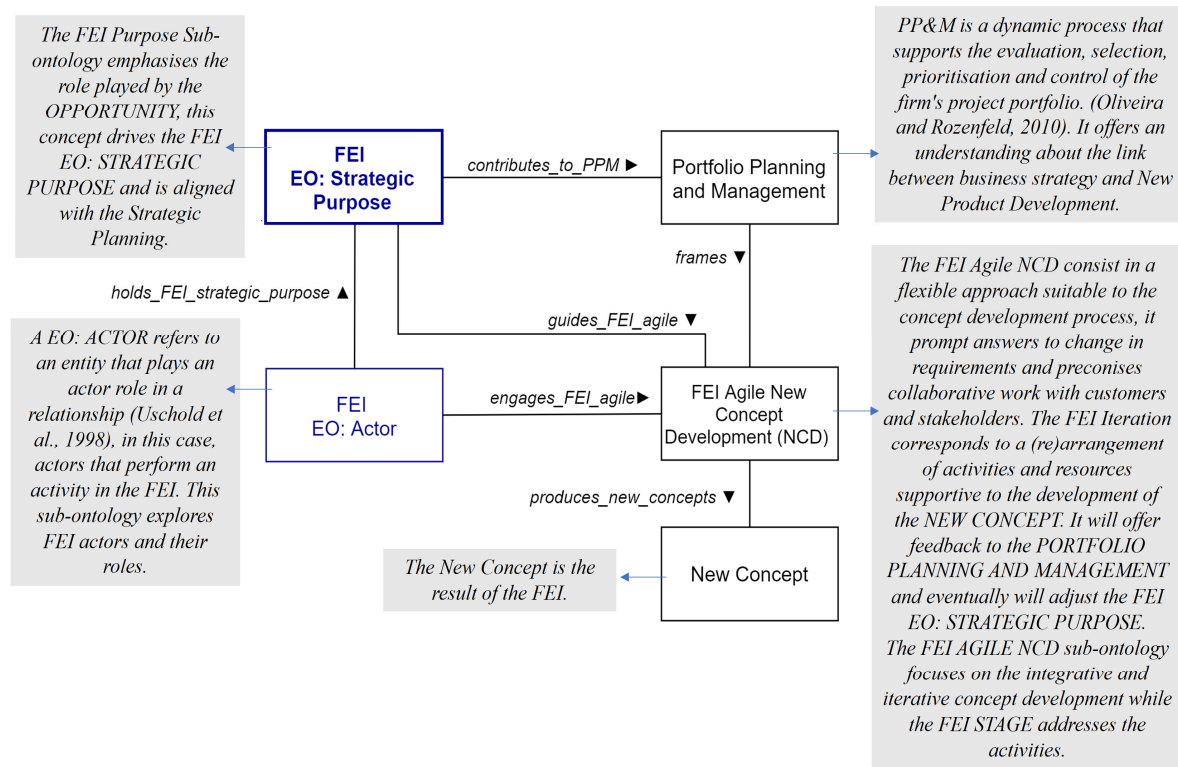 The FEI Purpose Sub-
ontology emphasises the
role played by the
OPPORTUNITY, this
concept drives the FEI
EO: STRATEGIC
PURPOSE and is aligned
with the Strategic
Planning.
FEI
EO: Strategic
Purpose
contributes_to_PPM ►
Portfolio Planning
and Management
PP&M is a dynamic process that
supports the evaluation, selection,
prioritisation and control of the
firm's project portfolio. (Oliveira
and Rozenfeld, 2010). It offers an
understanding about the link
between business strategy and New
Product Development.
holds_FEI_strategic_purpose ▲
frames ▼
guides_FEI_agile ▼
A EO: ACTOR refers to
an entity that plays an
actor role in a
relationship (Uschold et
al., 1998), in this case,
actors that perform an
activity in the FEI. This
sub-ontology explores
FEI actors and their
roles.
FEI
EO: Actor
engages_FEI_agile►
FEI Agile New
Concept
Development (NCD)
The FEI Agile NCD consist in a
flexible approach suitable to the
concept development process, it
prompt answers to change in
requirements and preconises
collaborative work with customers
and stakeholders. The FEI Iteration
corresponds to a (re)arrangement
of activities and resources
supportive to the development of
the NEW CONCEPT. It will offer
feedback to the PORTFOLIO
PLANNING AND MANAGEMENT
and eventually will adjust the FEI
EO: STRATEGIC PURPOSE.
The FEI AGILE NCD sub-ontology
focuses on the integrative and
iterative concept development while
the FEI STAGE addresses the
activities.
produces_new_concepts ▼
The New Concept is the
result of the FEI.
New Concept